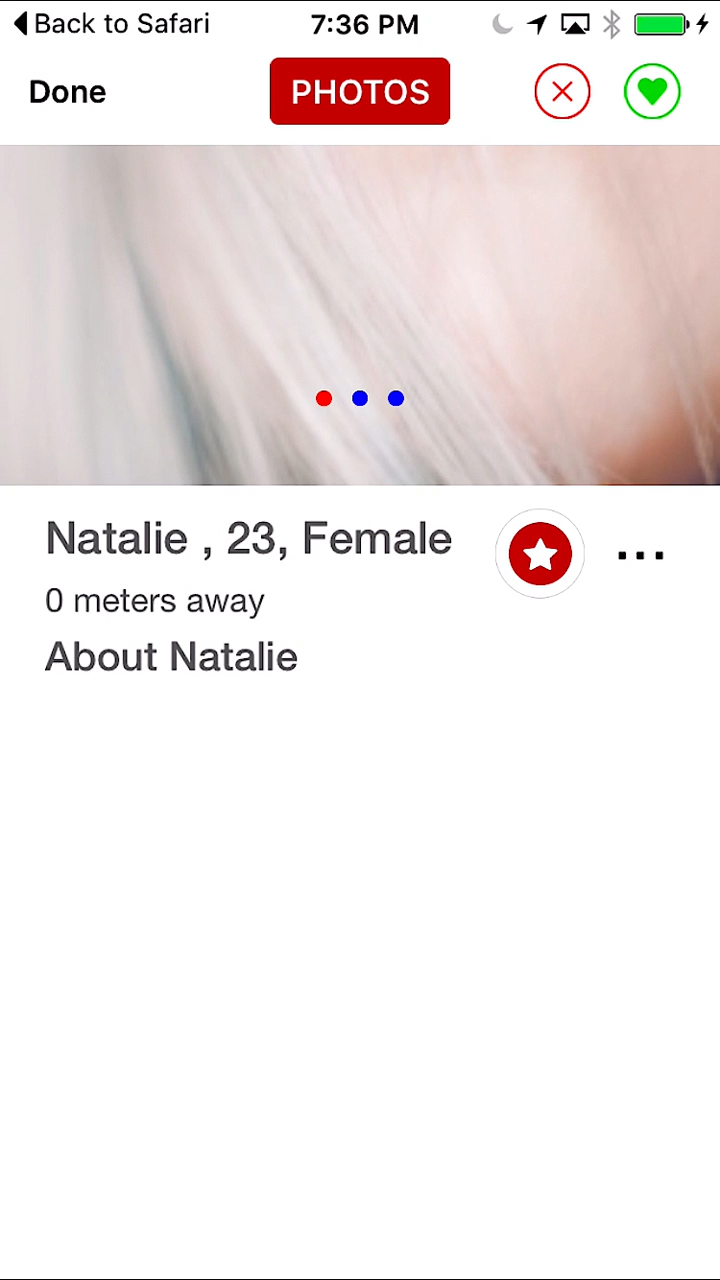 Back to Safari 7:36 PM
Done PHOTOS
Natalie , 23, Female
0 meters away
About Natalie